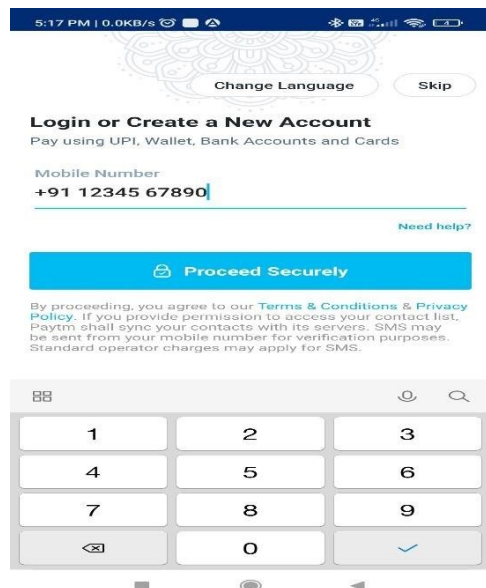 5:17 PM | 0.0KB/s
Change Language Skip
Login or Create a New Account
Pay using UPI, Wallet, Bank Accounts and Cards
Mobile Number
+91 12345 67890
Need help?
Proceed Securely
By proceeding, you agree to our Terms & Conditions & Privacy
Policy. If you provide permission to access your contact list,
Paytm shall sync your contacts with its servers. SMS may
be sent from your mobile number for verification purposes.
Standard operator charges may apply for SMS.
1 2 3
4 5 6
7 8 9
0